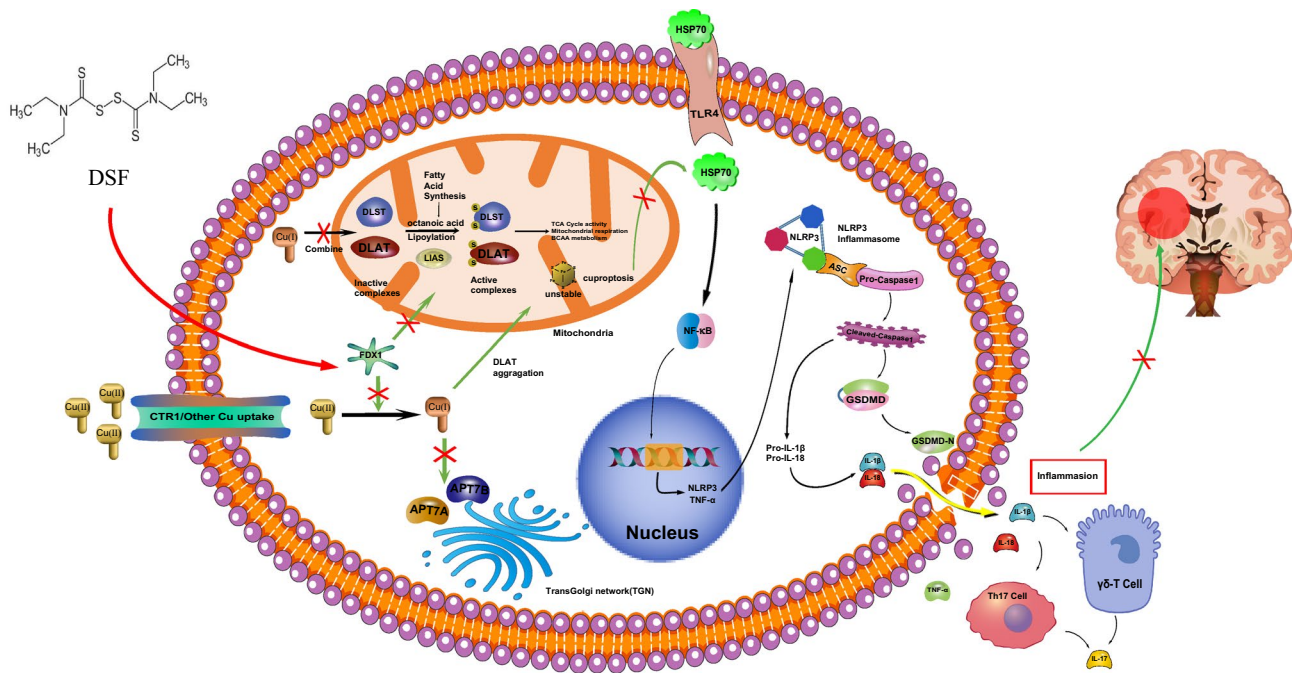 CH₃
S
H₃C
N
S
S
N
CH₃
S
H₃C
DSF
HSP70
TLR4
HSP70
Fatty
Acid
Synthesis
S
DLST
octanoic acid
S
DLST
Lipoylation
TCA Cycle activity
Mitochondrial respiration
BCAA metabolism
Cu(I)
Combine
DLAT
LIAS
S
DLAT
S
Inactive
complexes
Active
complexes
cuproptosis
unstable
Mitochondria
FDX1
DLAT
aggragation
Cu(II)
Cu(II)
Cu(II)
CTR1/Other Cu uptake
Cu(II)
Cu(I)
APT7B
APT7A
TransGolgi network(TGN)
NF-κB
NLRP3
TNF-α
Nucleus
NLRP3
NLRP3
Inflammasome
ASC
Pro-Caspase1
Cleaved-Caspase1
GSDMD
GSDMD-N
Pro-IL-1β
Pro-IL-18
IL-1β
IL-18
Inflammasion
IL-1β
IL-18
TNF-α
Th17 Cell
γδ-T Cell
IL-17